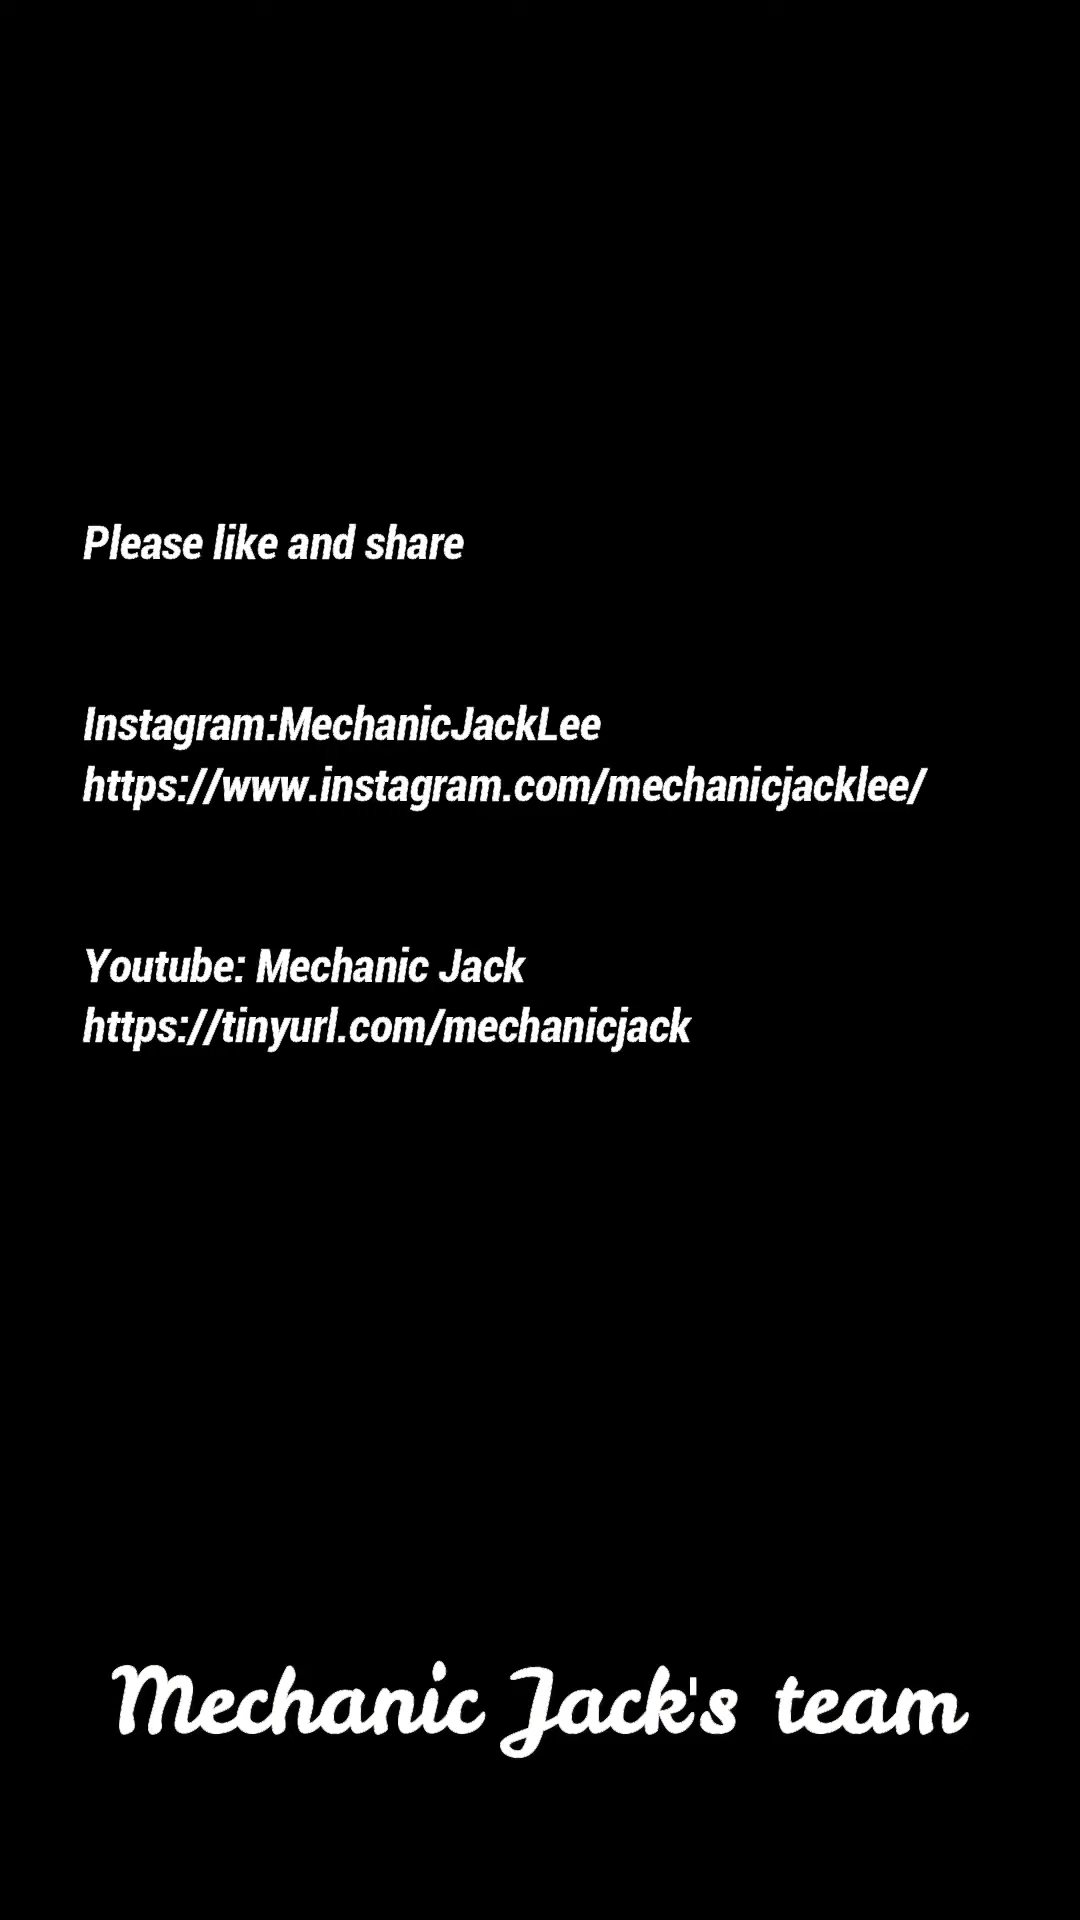 Please like and share
Instagram:MechanicJackLee
https://www.instagram.com/mechanicjacklee/
Youtube: Mechanic Jack
https://tinyurl.com/mechanicjack
Mechanic Jack's team